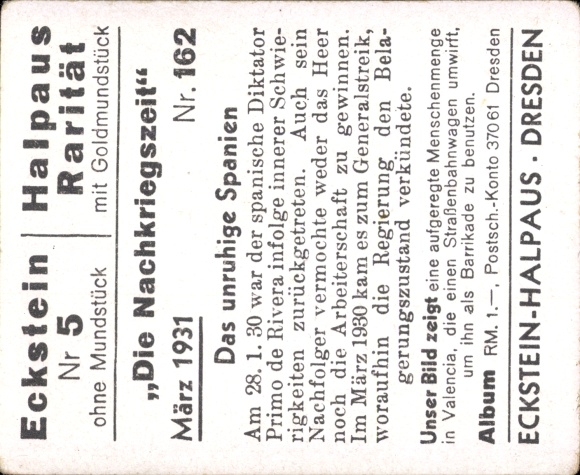 Eckstein
Nr 5
ohne Mundstück
Halpaus
Rarität
mit Goldmundstück
„Die Nachkriegszeit“
März 1931
Nr. 162
Das unruhige Spanien
Am 28. 1. 30 war der spanische Diktator
Primo de Rivera infolge innerer Schwie-
rigkeiten zurückgetreten. Auch sein
Nachfolger vermochte weder das Heer
noch die Arbeiterschaft zu gewinnen.
Im März 1930 kam es zum Generalstreik,
woraufhin die Regierung den Bela-
gerungszustand verkündete.
Unser Bild zeigt eine aufgeregte Menschenmenge
in Valencia, die einen Straßenbahnwagen umwirft,
um ihn als Barrikade zu benutzen.
Album RM. 1.—, Postsch.-Konto 37061 Dresden
ECKSTEIN-HALPAUS · DRESDEN